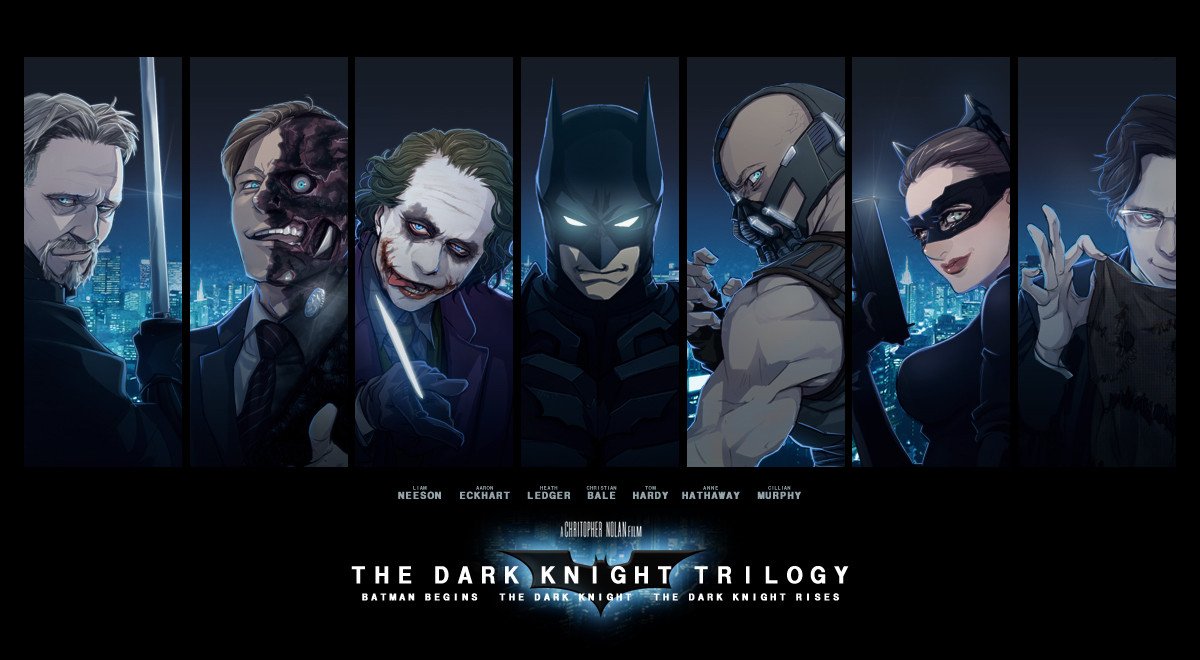 LIAM NEESON AARON ECKHART HEATH LEDGER CHRISTIAN BALE TOM HARDY ANNE HATHAWAY CILLIAN MURPHY
A CHRITOPHER NOLAN FILM
THE DARK KNIGHT TRILOGY
BATMAN BEGINS THE DARK KNIGHT THE DARK KNIGHT RISES